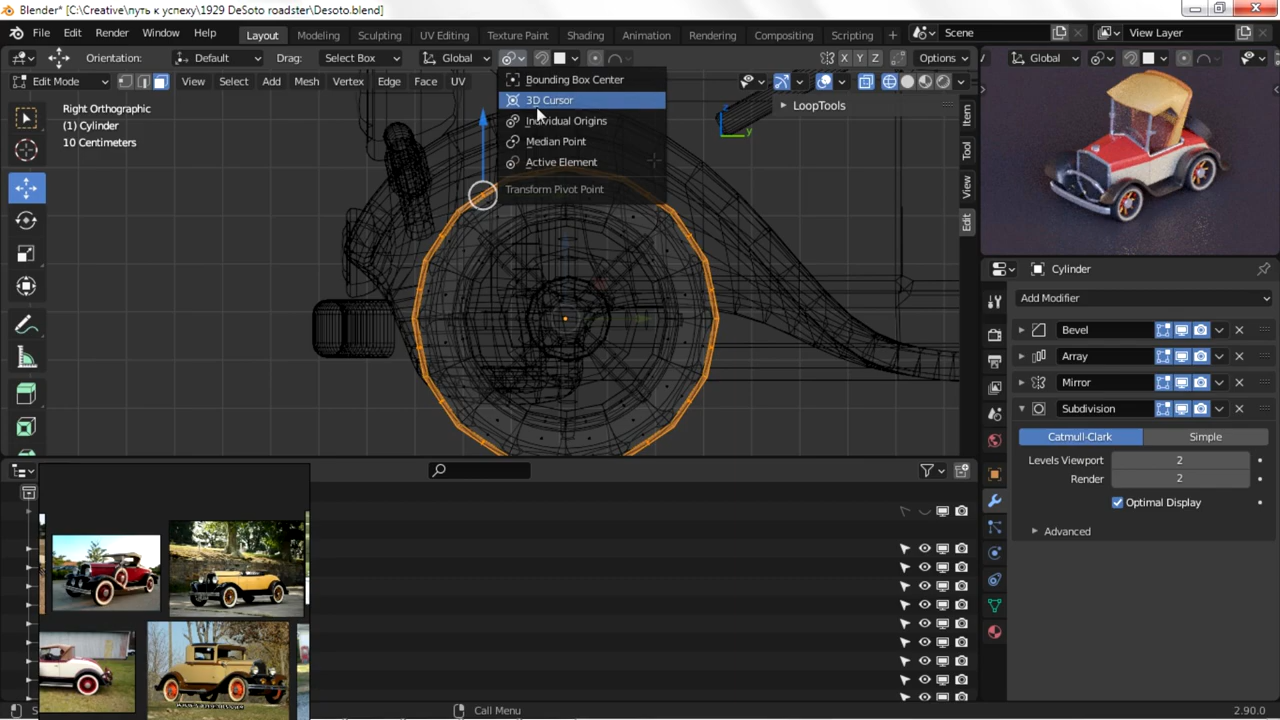 Blender* [C:\Creative\путь к успеху\1929 DeSoto roadster\Desoto.blend]
File Edit Render Window Help Layout Modeling Sculpting UV Editing Texture Paint Shading Animation Rendering Compositing Scripting + Scene View Layer
Orientation: Default Drag: Select Box Global X Y Z Options Global
Edit Mode View Select Add Mesh Vertex Edge Face UV
Bounding Box Center
3D Cursor
Individual Origins
Median Point
Active Element
Transform Pivot Point
Right Orthographic
(1) Cylinder
10 Centimeters
LoopTools
y
Item
Tool
View
Edit
Cylinder
Add Modifier
Bevel
Array
Mirror
Subdivision
Catmull-Clark Simple
Levels Viewport 2
Render 2
Optimal Display
Advanced
Call Menu
2.90.0